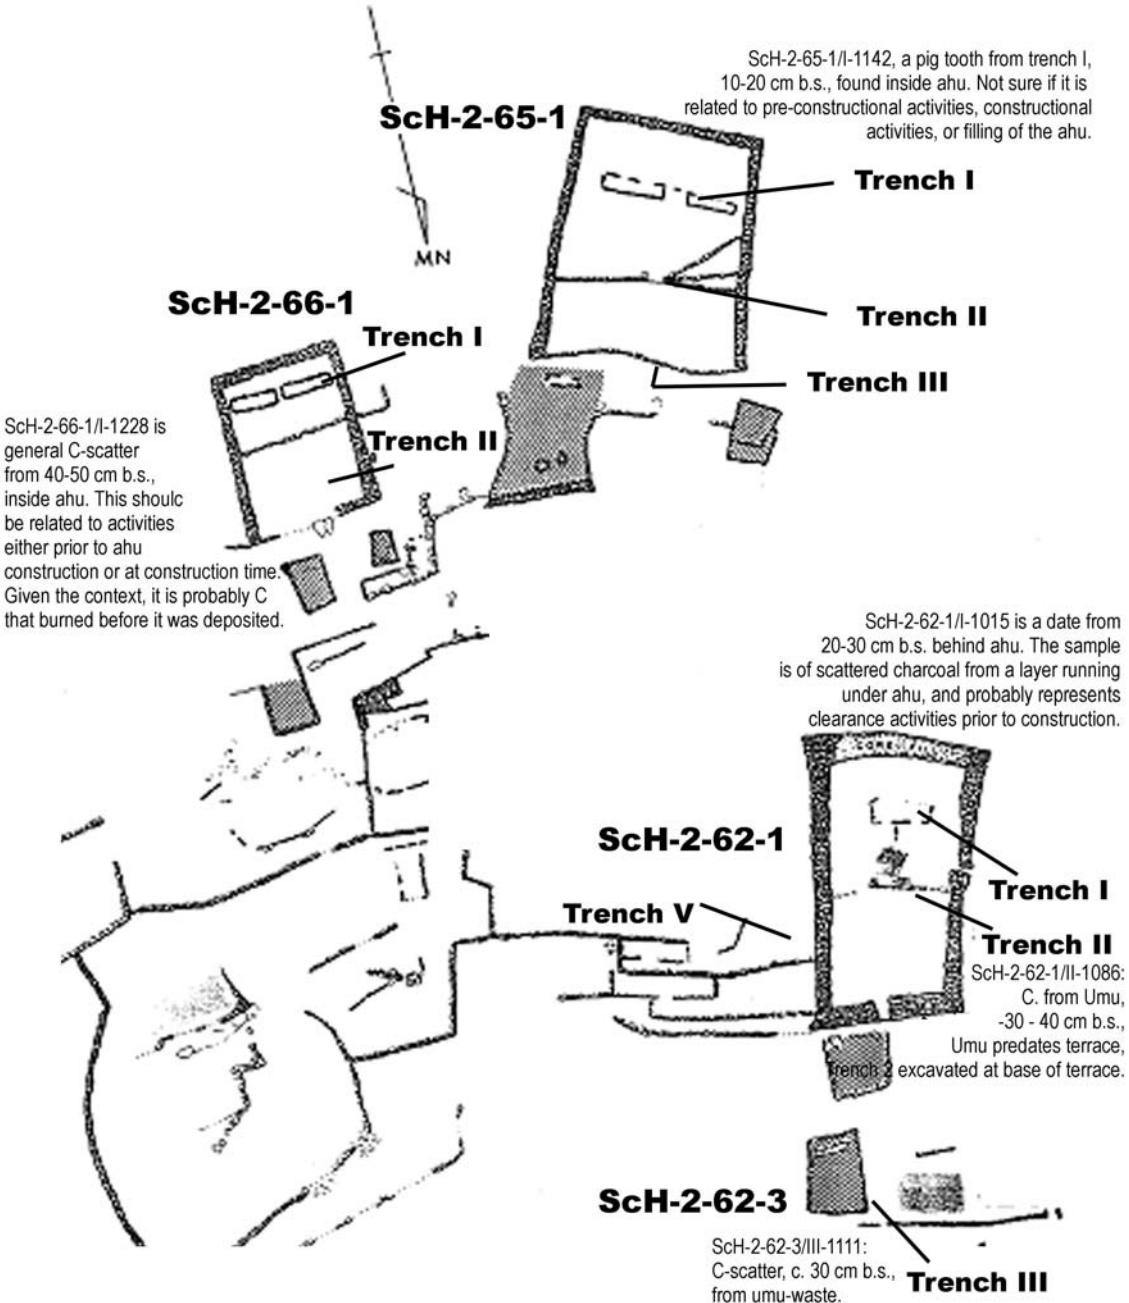 ScH-2-65-1/I-1142, a pig tooth from trench I,
10-20 cm b.s., found inside ahu. Not sure if it is
related to pre-constructional activities, constructional
activities, or filling of the ahu.
ScH-2-65-1
Trench I
MN
ScH-2-66-1
Trench I
Trench II
Trench III
ScH-2-66-1/I-1228 is
general C-scatter
from 40-50 cm b.s.,
inside ahu. This shoulc
be related to activities
either prior to ahu
construction or at construction time.
Given the context, it is probably C
that burned before it was deposited.
Trench II
ScH-2-62-1/I-1015 is a date from
20-30 cm b.s. behind ahu. The sample
is of scattered charcoal from a layer running
under ahu, and probably represents
clearance activities prior to construction.
ScH-2-62-1
Trench I
Trench V
Trench II
ScH-2-62-1/II-1086:
C. from Umu,
-30 - 40 cm b.s.,
Umu predates terrace,
Trench 2 excavated at base of terrace.
ScH-2-62-3
ScH-2-62-3/III-1111:
C-scatter, c. 30 cm b.s.,
from umu-waste.
Trench III